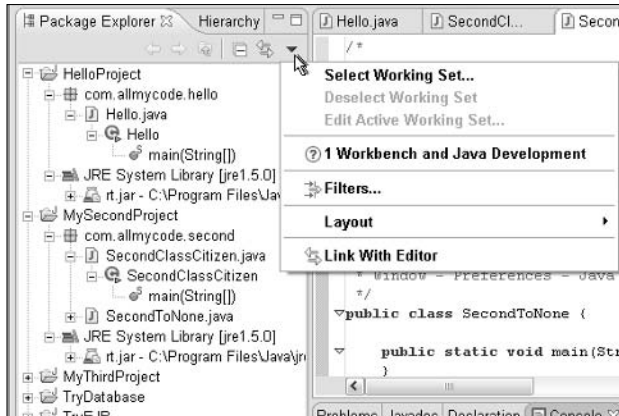 Package Explorer
Hierarchy
Hello.java
SecondCl...
Secon
/*
HelloProject
com.allmycode.hello
Hello.java
Hello
main(String[])
JRE System Library [jre1.5.0]
rt.jar - C:\Program Files\Jav
MySecondProject
com.allmycode.second
SecondClassCitizen.java
SecondClassCitizen
main(String[])
SecondToNone.java
JRE System Library [jre1.5.0]
rt.jar - C:\Program Files\Java\jr
MyThirdProject
TryDatabase
TryEJB
Select Working Set...
Deselect Working Set
Edit Active Working Set...
1 Workbench and Java Development
Filters...
Layout
Link With Editor
* Window - Preferences - Java
*/
public class SecondToNone {
public static void main(Str
}
Problems Javadoc Declaration Console